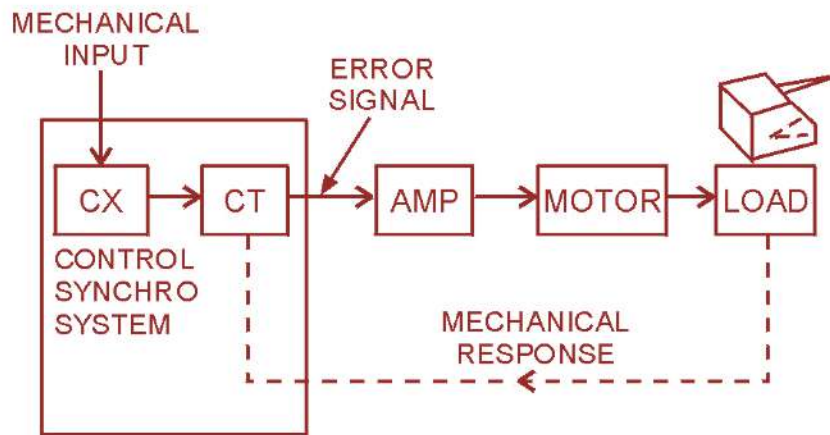 MECHANICAL
INPUT
ERROR
SIGNAL
CX
CT
AMP
MOTOR
LOAD
CONTROL
SYNCHRO
SYSTEM
MECHANICAL
RESPONSE